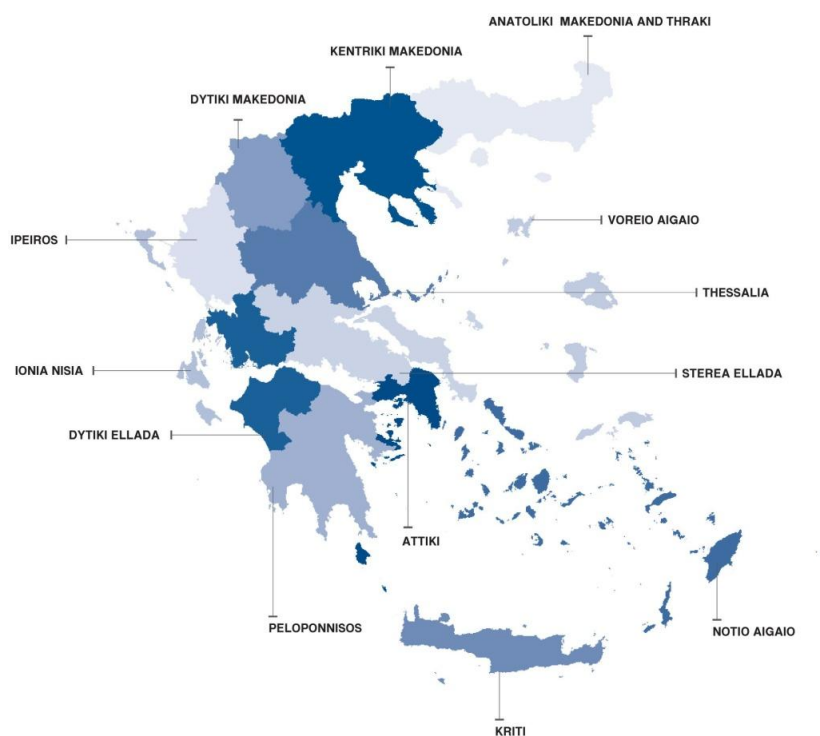 ANATOLIKI MAKEDONIA AND THRAKI
KENTRIKI MAKEDONIA
DYTIKI MAKEDONIA
VOREIO AIGAIO
IPEIROS
THESSALIA
IONIA NISIA
STEREA ELLADA
DYTIKI ELLADA
ATTIKI
PELOPONNISOS
NOTIO AIGAIO
KRITI